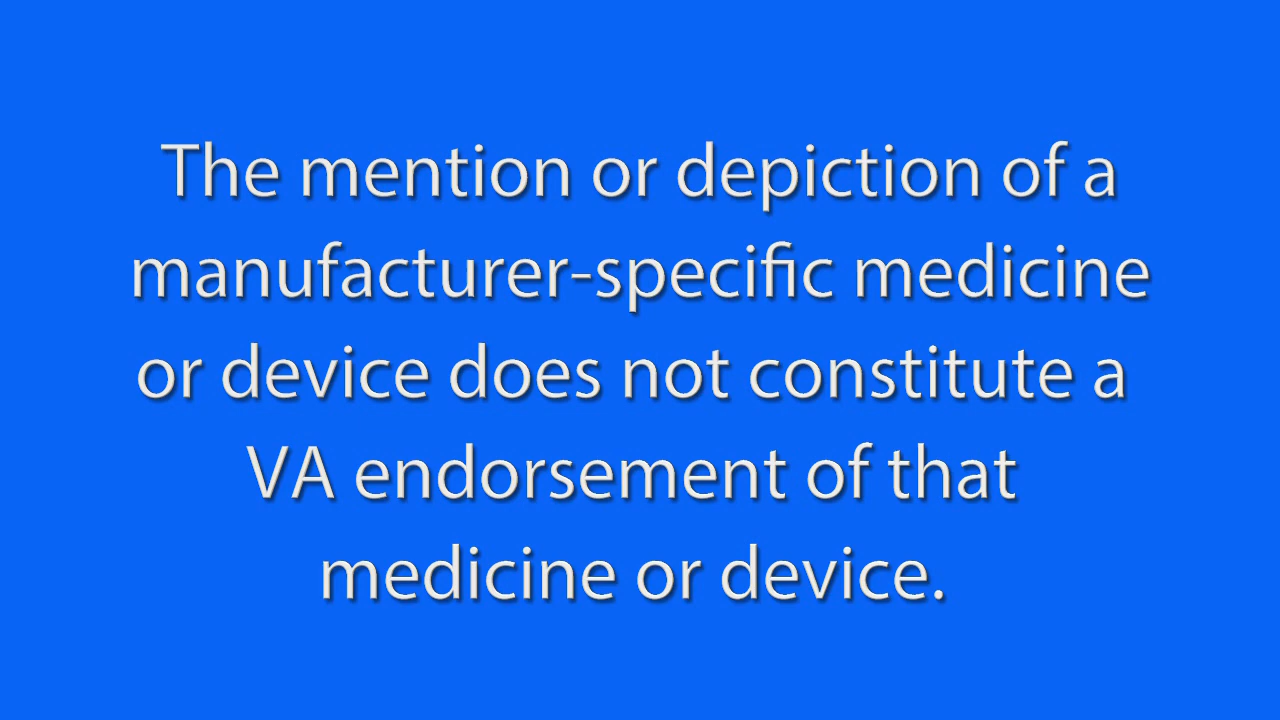 The mention or depiction of a
manufacturer-specific medicine
or device does not constitute a
VA endorsement of that
medicine or device.